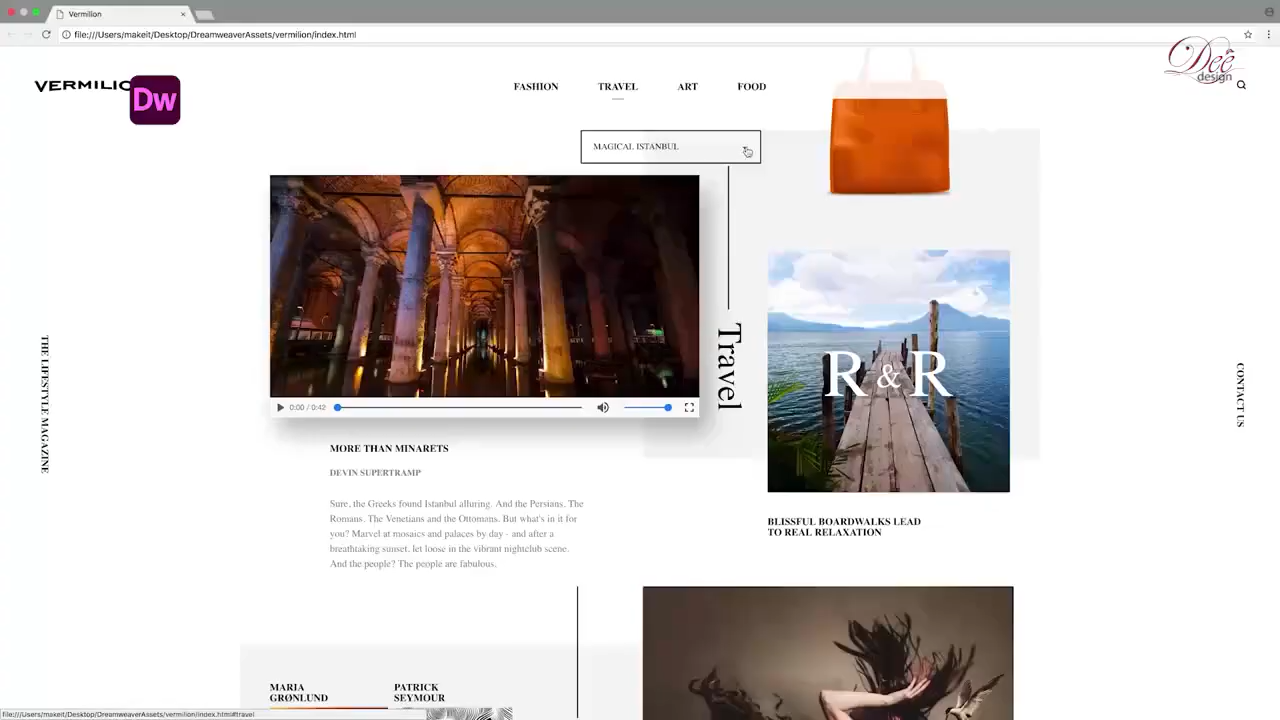 Vermilion
file:///Users/makeit/Desktop/DreamweaverAssets/vermilion/index.html
Dee
design
VERMILIO
Dw
FASHION
TRAVEL
ART
FOOD
MAGICAL ISTANBUL
Travel
R & R
0:00 / 0:42
THE LIFESTYLE MAGAZINE
CONTACT US
MORE THAN MINARETS
DEVIN SUPERTRAMP
Sure, the Greeks found Istanbul alluring. And the Persians. The
Romans. The Venetians and the Ottomans. But what's in it for
you? Marvel at mosaics and palaces by day - and after a
breathtaking sunset, let loose in the vibrant nightclub scene.
And the people? The people are fabulous.
BLISSFUL BOARDWALKS LEAD
TO REAL RELAXATION
MARIA
GRØNLUND
PATRICK
SEYMOUR
file:///Users/makeit/Desktop/DreamweaverAssets/vermilion/index.html#travel